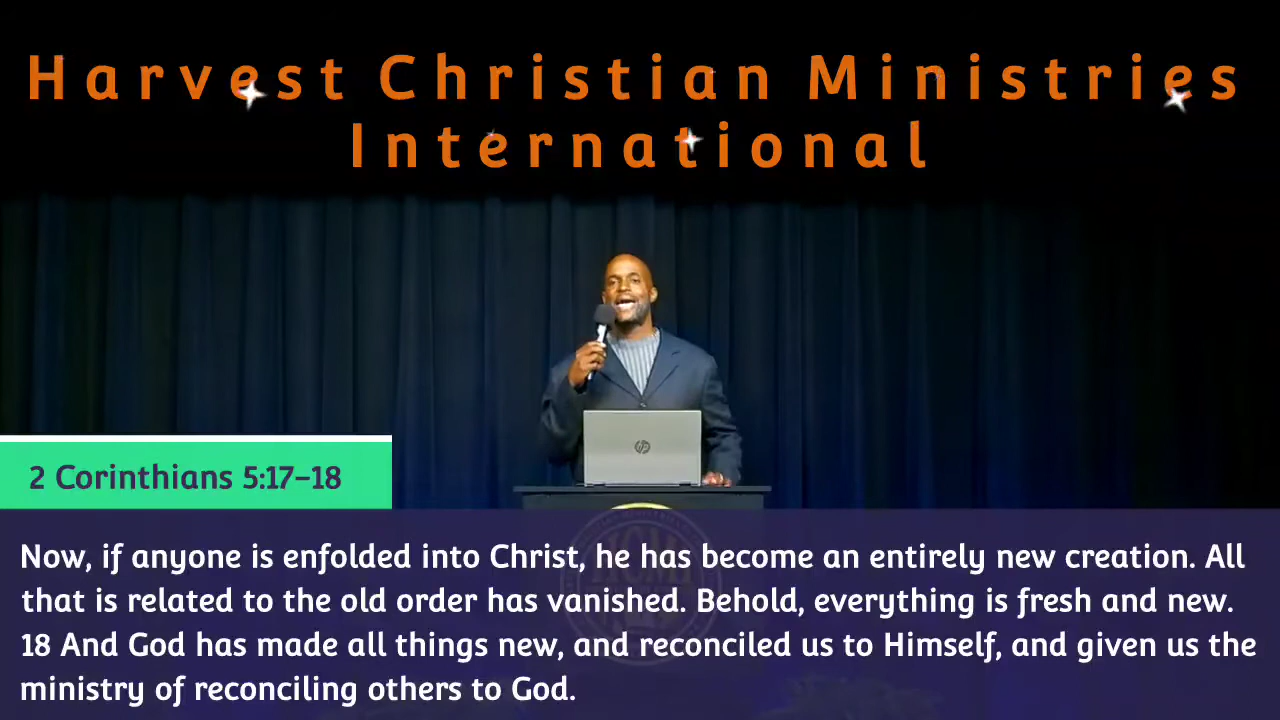 Harvest Christian Ministries
International
hp
2 Corinthians 5:17–18
Now, if anyone is enfolded into Christ, he has become an entirely new creation. All
that is related to the old order has vanished. Behold, everything is fresh and new.
18 And God has made all things new, and reconciled us to Himself, and given us the
ministry of reconciling others to God.